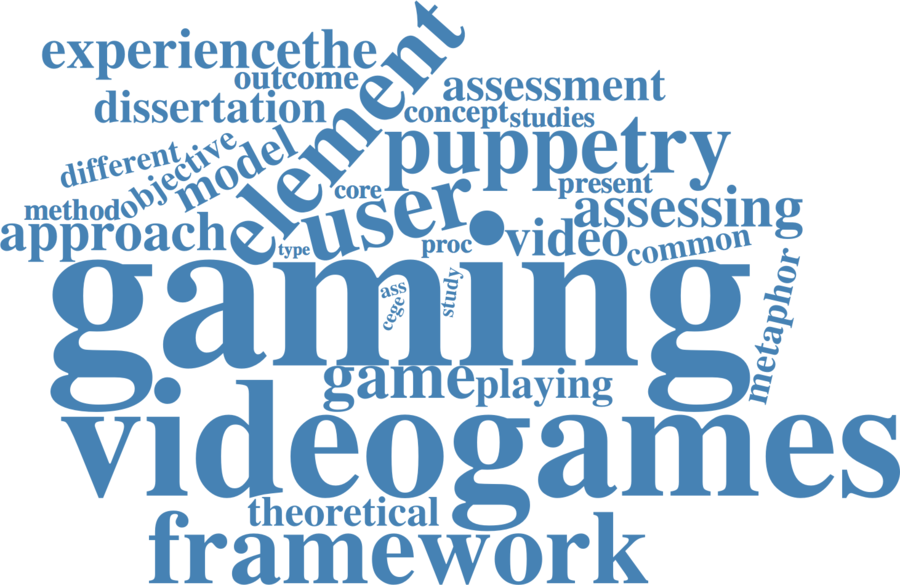 experiencethe
outcome
element
assessment
dissertation
concept
studies
puppetry
different
objective
model
core
present
method
user
assessing
approach
type
proc
video
common
gaming
ass
cege
study
metaphor
game
playing
videogames
theoretical
framework